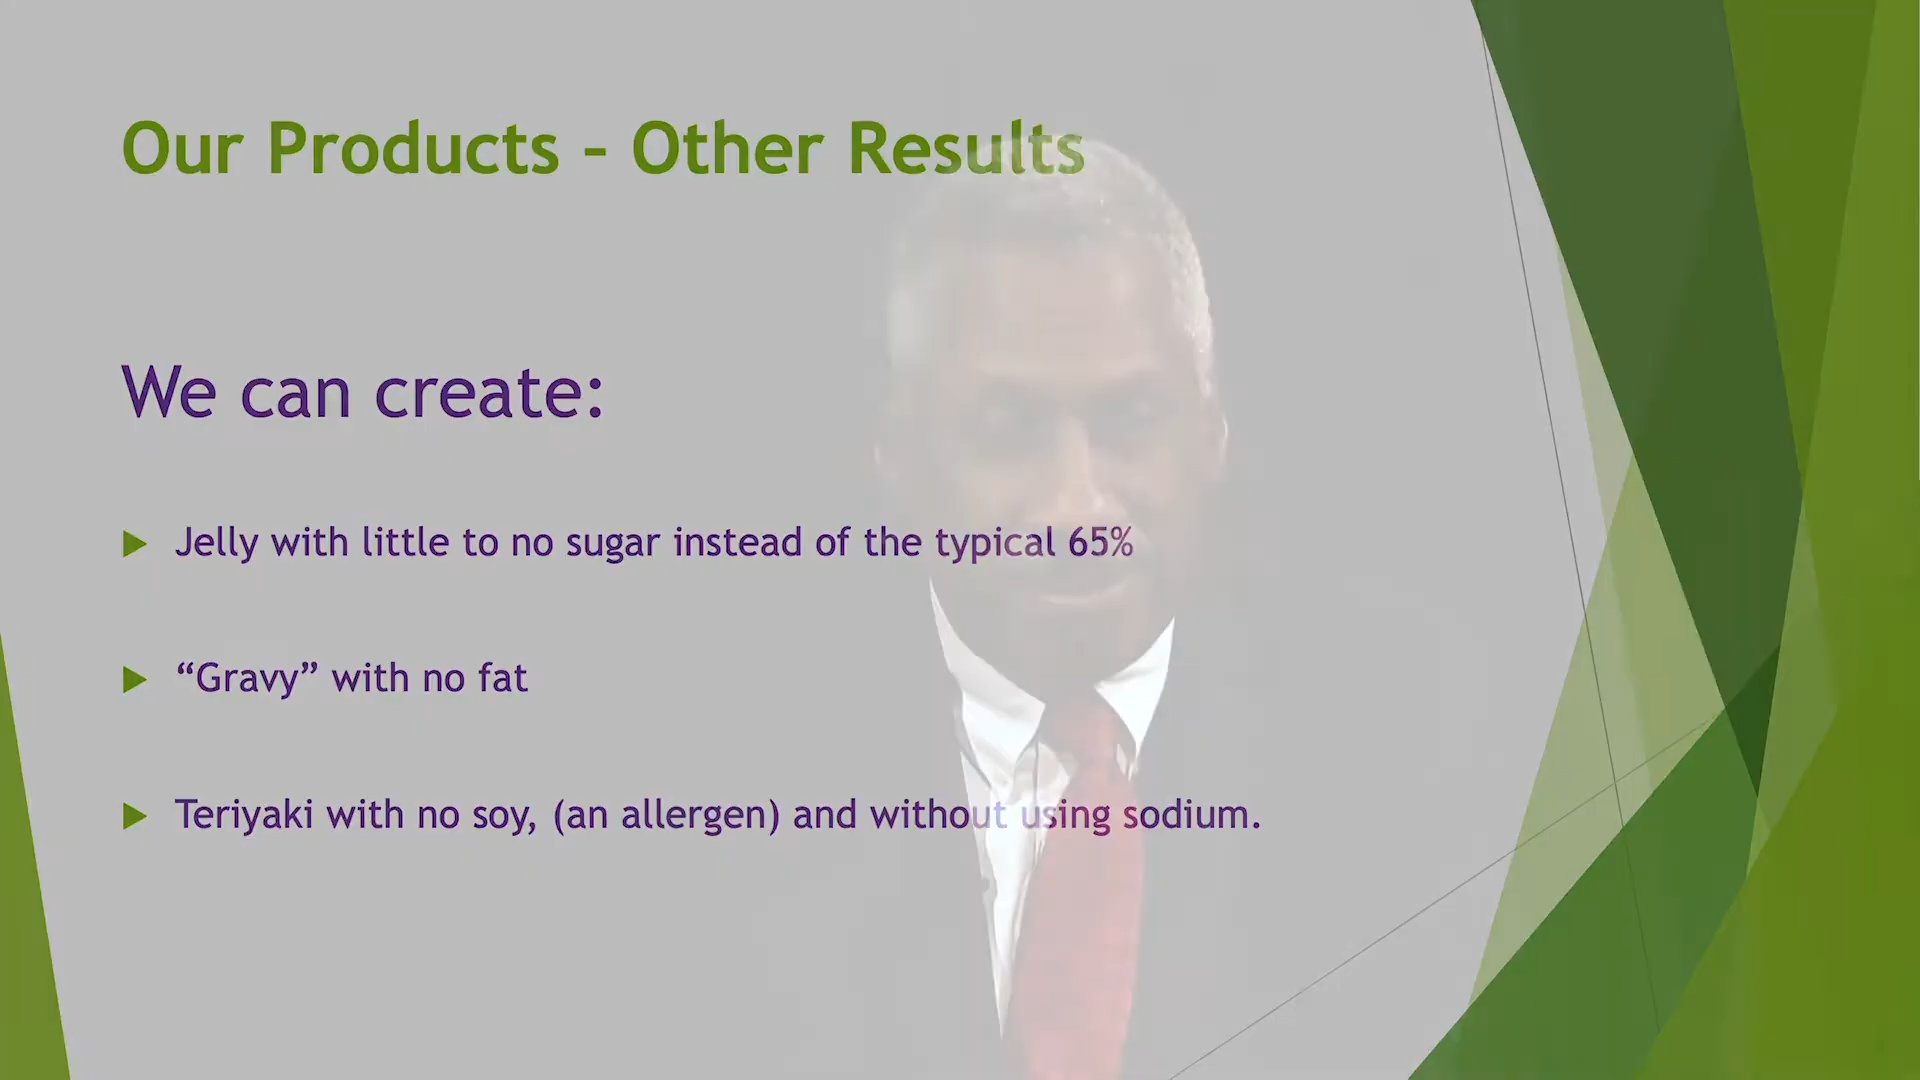 Our Products – Other Results
We can create:
Jelly with little to no sugar instead of the typical 65%
“Gravy” with no fat
Teriyaki with no soy, (an allergen) and without using sodium.